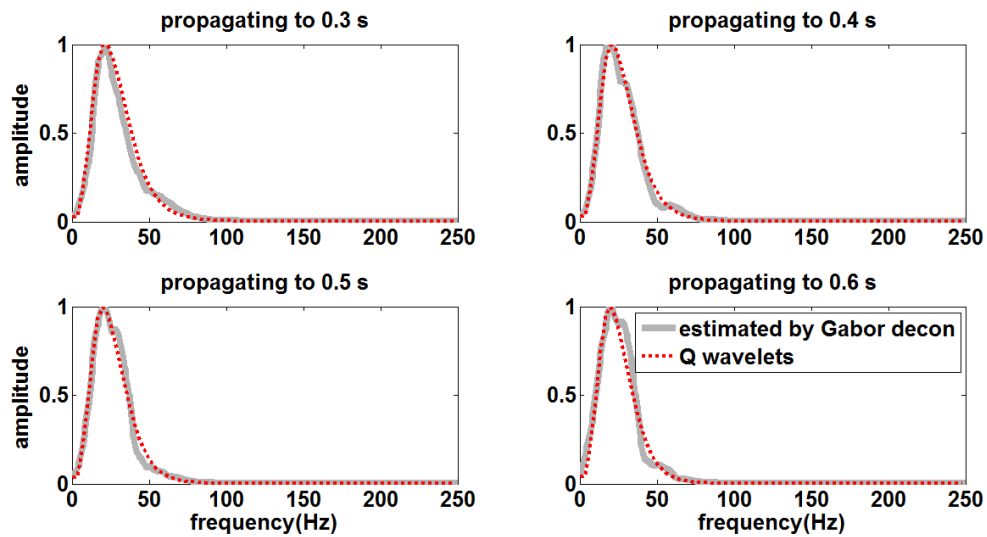 propagating to 0.3 s
1
0.5
0
amplitude
0 50 100 150 200 250
propagating to 0.4 s
1
0.5
0
0 50 100 150 200 250
propagating to 0.5 s
1
0.5
0
amplitude
0 50 100 150 200 250
frequency(Hz)
propagating to 0.6 s
1
0.5
0
estimated by Gabor decon
Q wavelets
0 50 100 150 200 250
frequency(Hz)